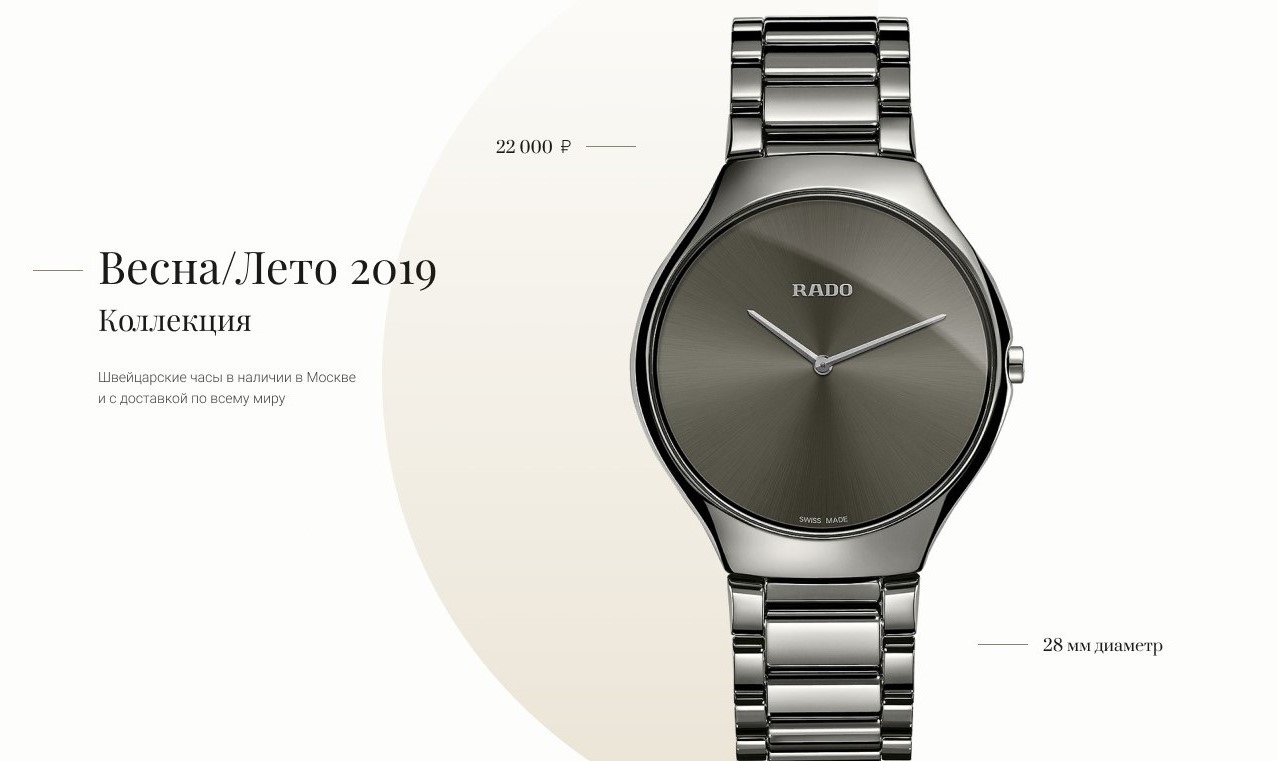 22 000 ₽
Весна/Лето 2019
Коллекция
Швейцарские часы в наличии в Москве
и с доставкой по всему миру
RADO
SWISS MADE
28 мм диаметр